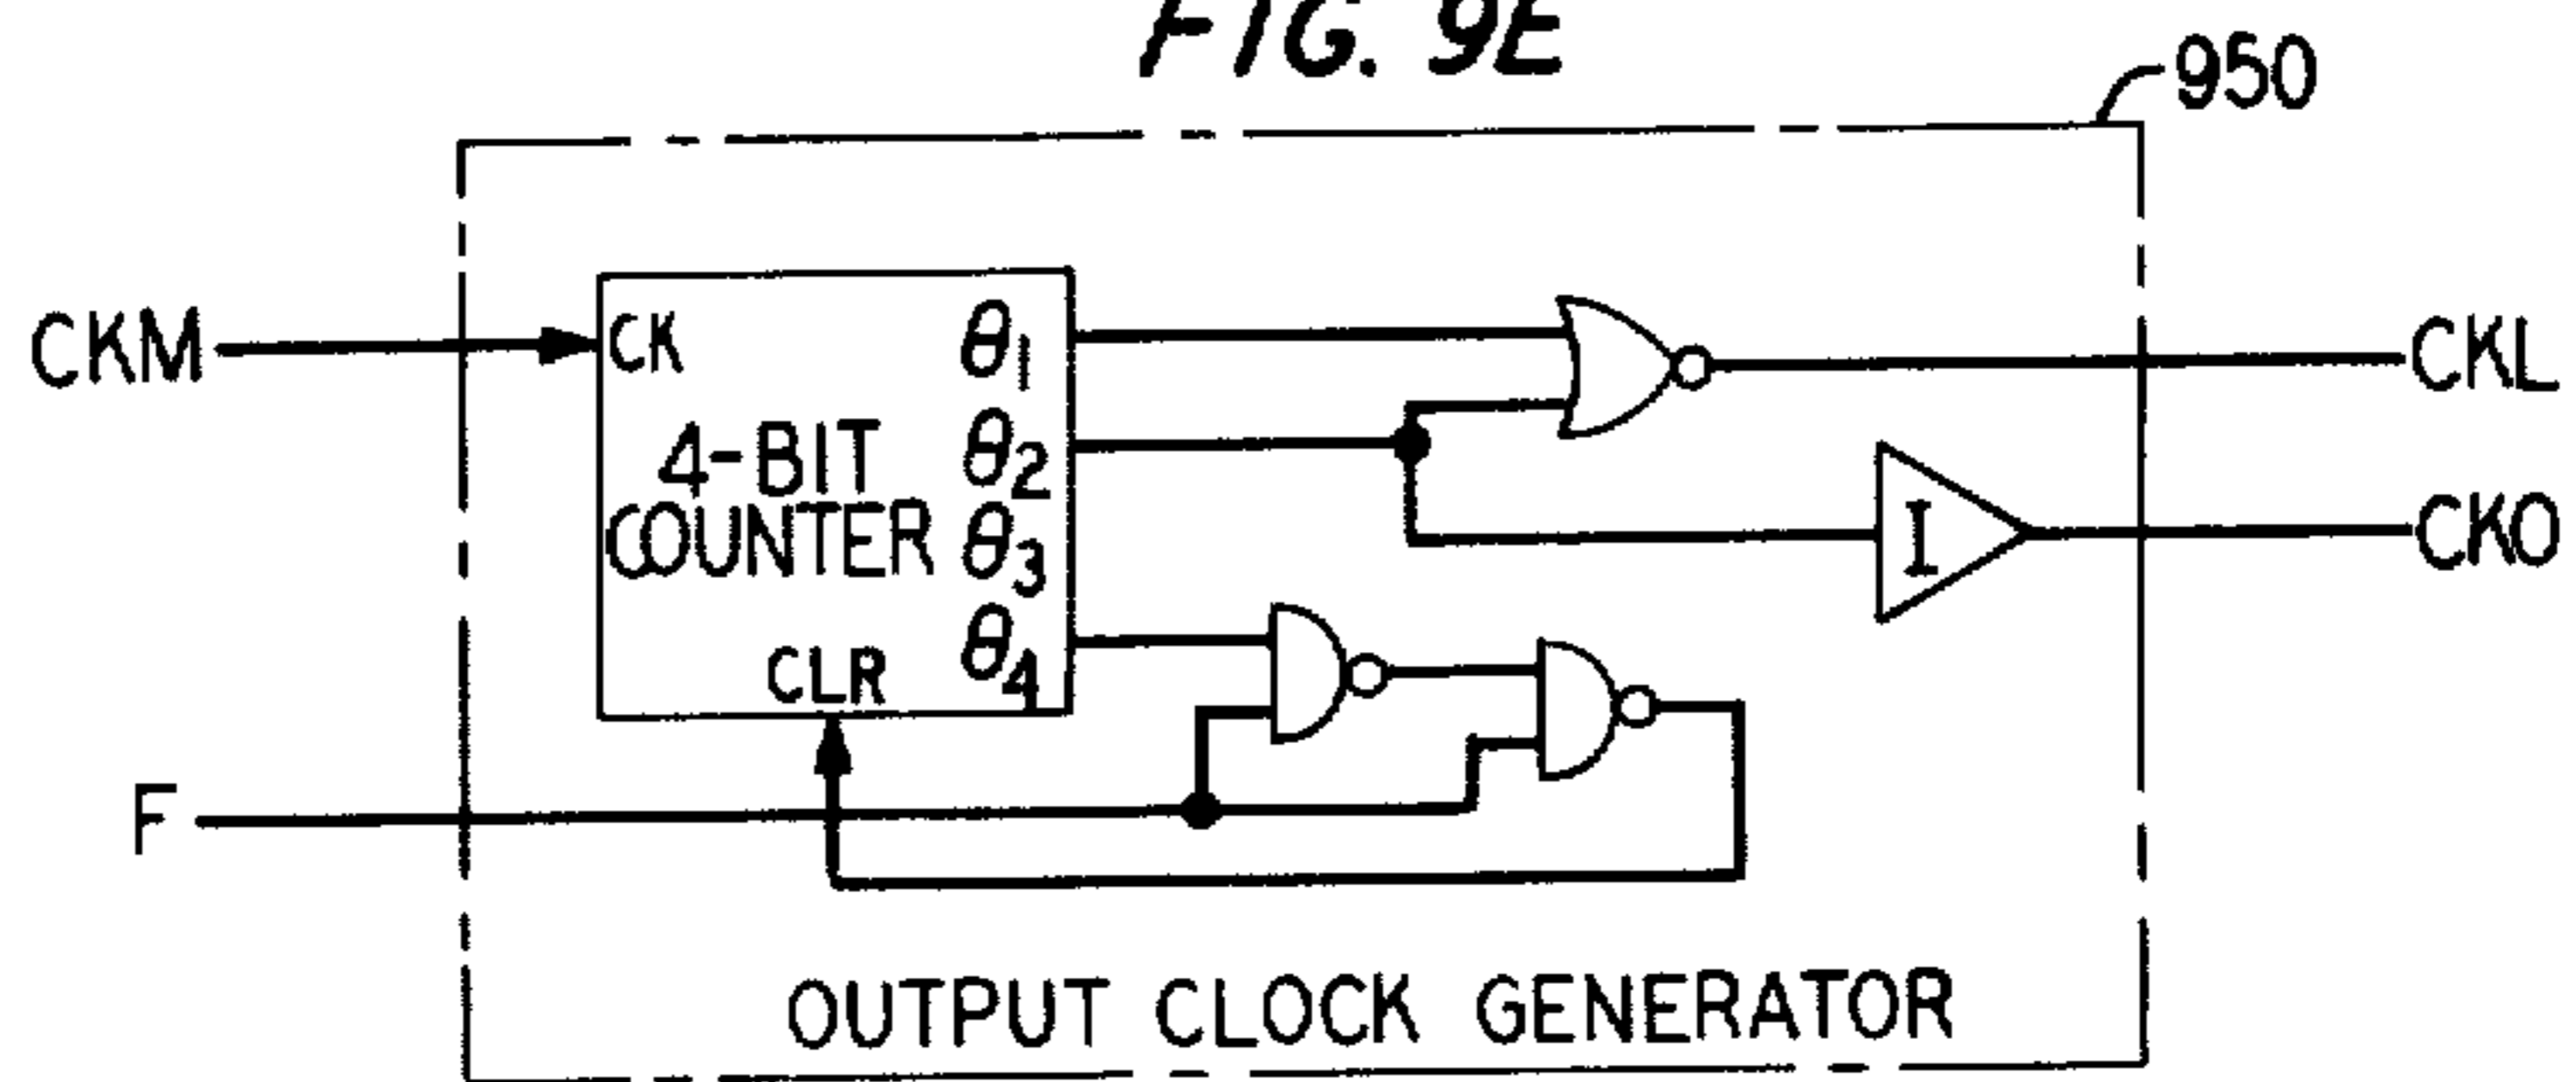 FIG. 9E
950
CKM
CK
θ1
CKL
θ2
4-BIT
COUNTER
θ3
CKO
I
θ4
CLR
F
OUTPUT CLOCK GENERATOR